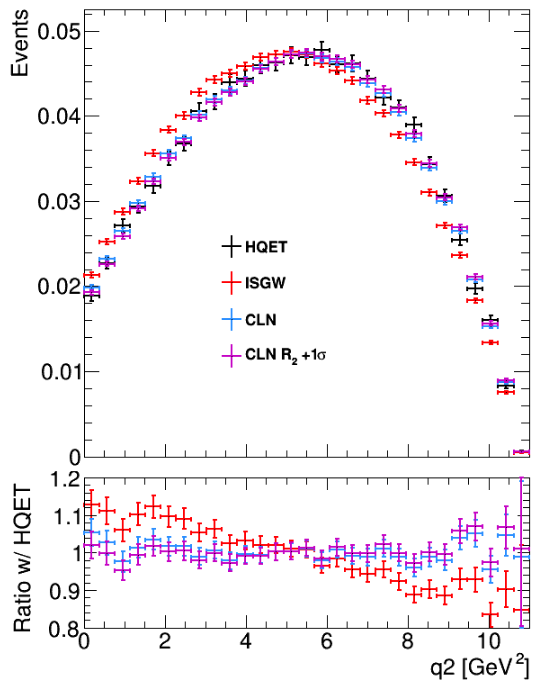 Events
0.05
0.04
0.03
0.02
0.01
0
HQET
ISGW
CLN
CLN R₂ +1σ
Ratio w/ HQET
1.2
1.1
1
0.9
0.8
0 2 4 6 8 10
q2 [GeV²]